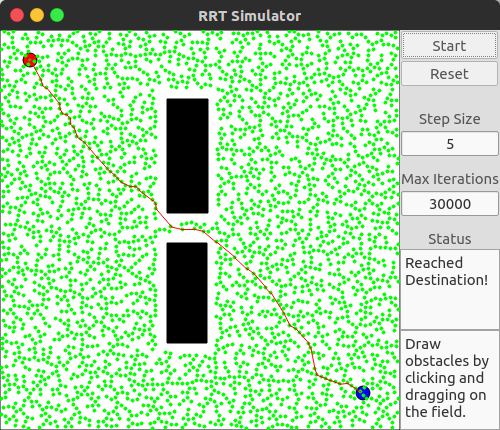 RRT Simulator
Start
Reset
Step Size
5
Max Iterations
30000
Status
Reached
Destination!
Draw
obstacles by
clicking and
dragging on
the field.